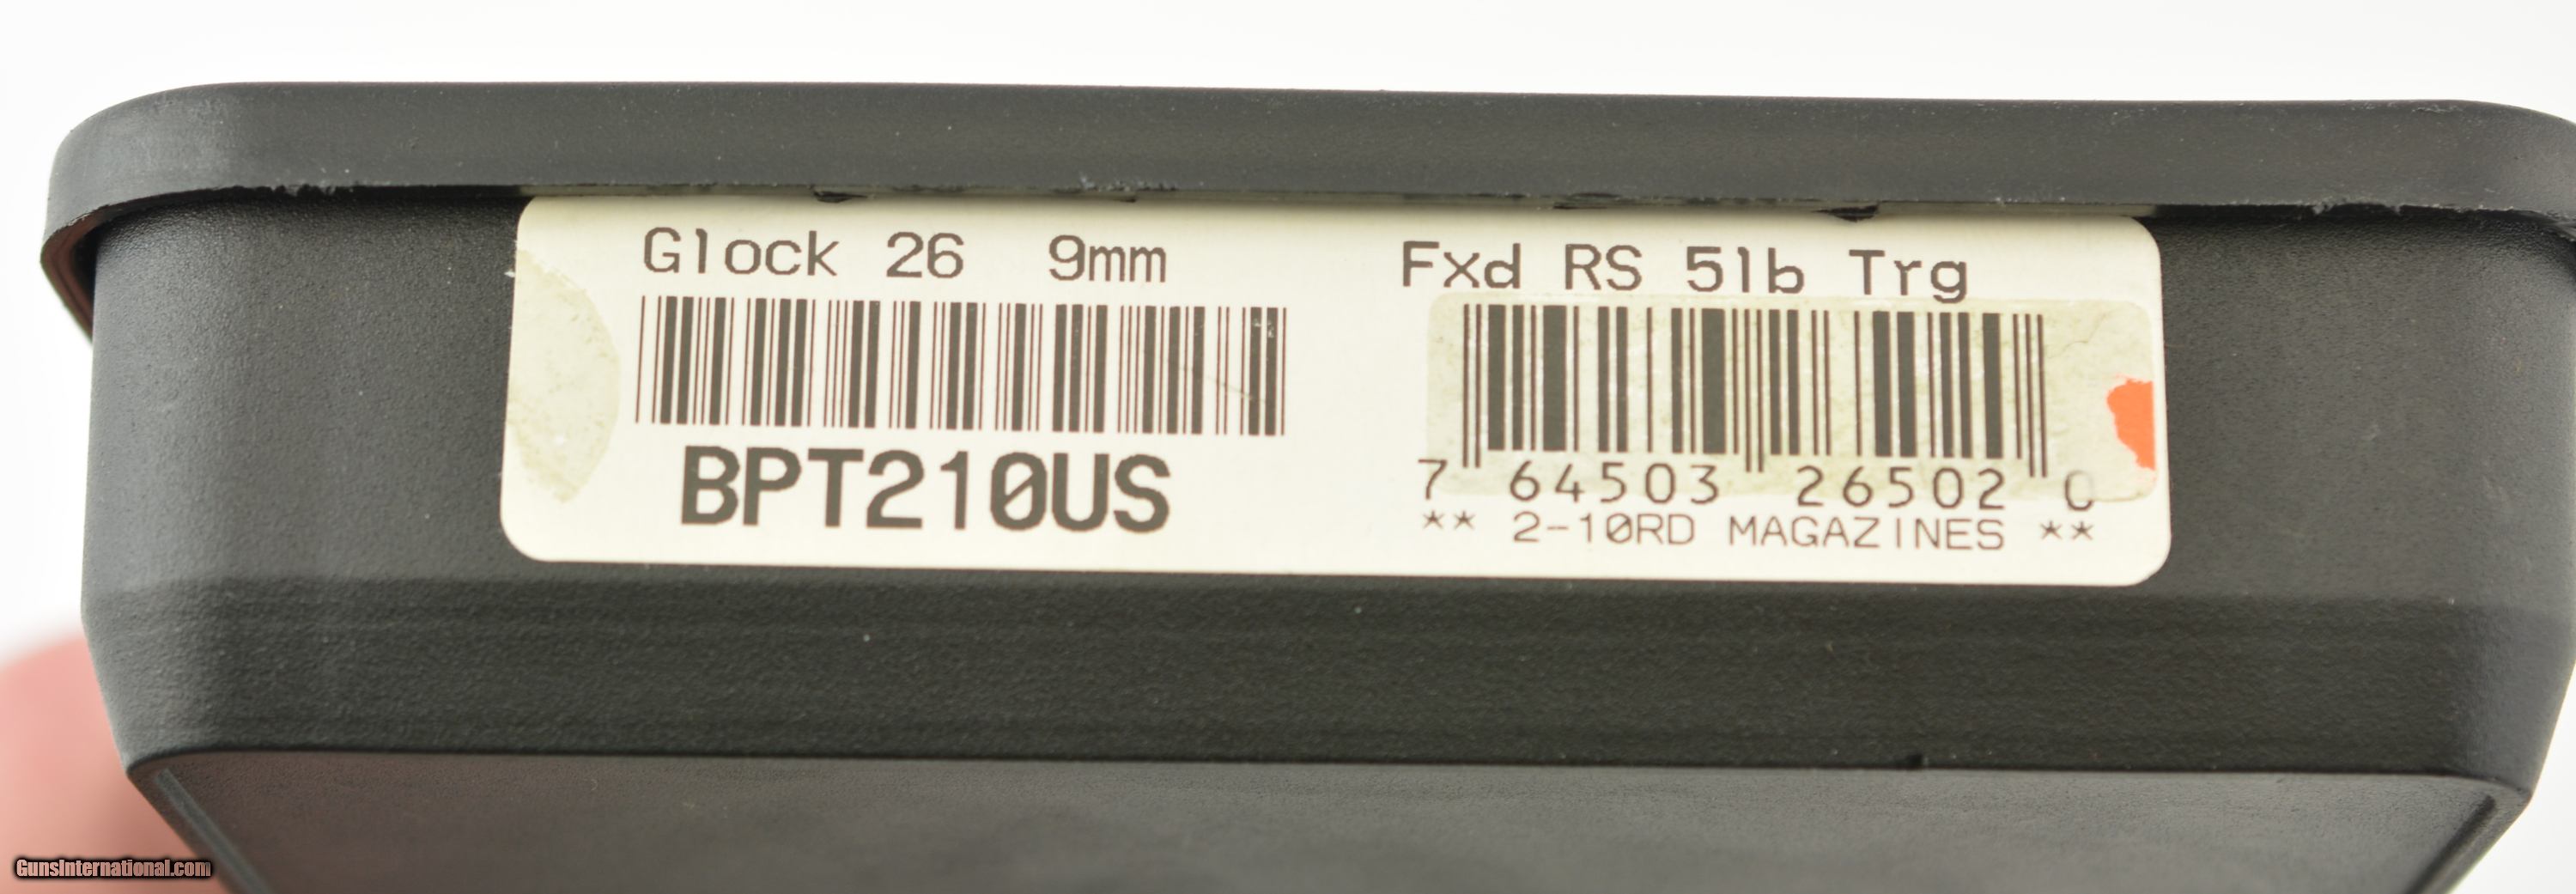 Glock 26 9mm Fxd RS 5lb Trg
BPT210US
7 64503 26502 0
** 2-10RD MAGAZINES **
GunsInternational.com